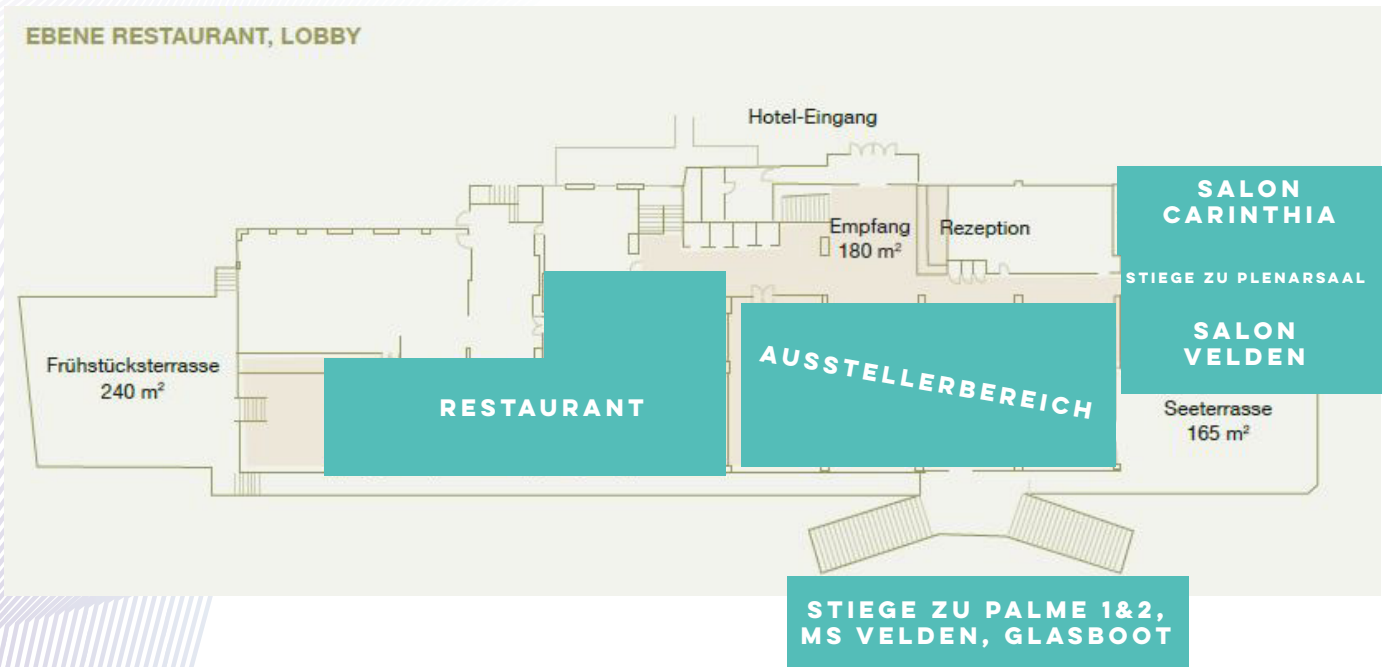 EBENE RESTAURANT, LOBBY
Hotel-Eingang
SALON
CARINTHIA
Empfang
180 m²
Rezeption
STIEGE ZU PLENARSAAL
SALON
VELDEN
AUSSTELLERBEREICH
Frühstücksterrasse
240 m²
RESTAURANT
Seeterrasse
165 m²
STIEGE ZU PALME 1&2,
MS VELDEN, GLASBOOT